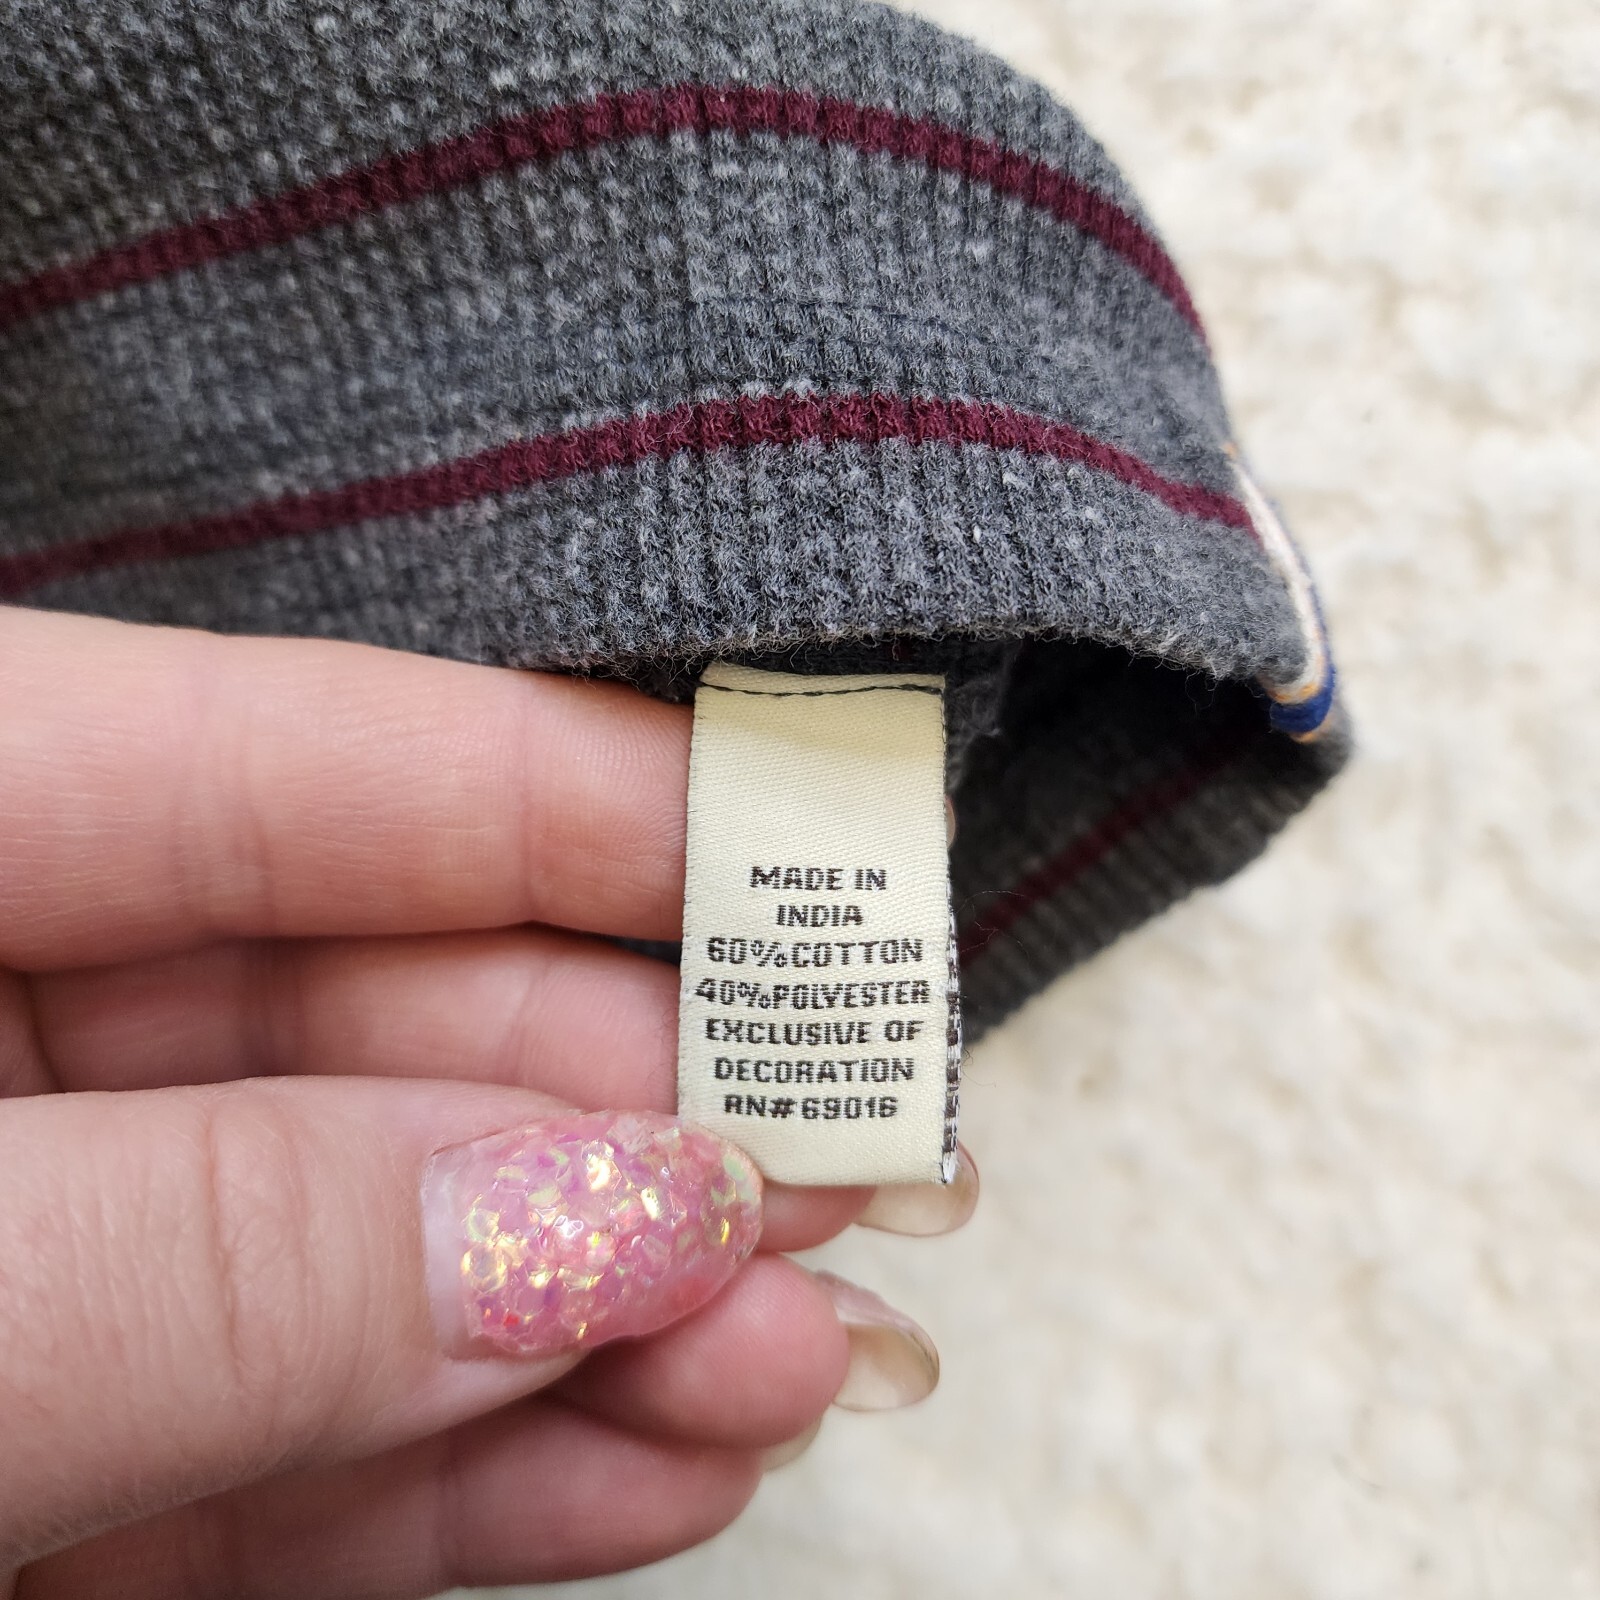 MADE IN
INDIA
60%COTTON
40%POLYESTER
EXCLUSIVE OF
DECORATION
RN#69016